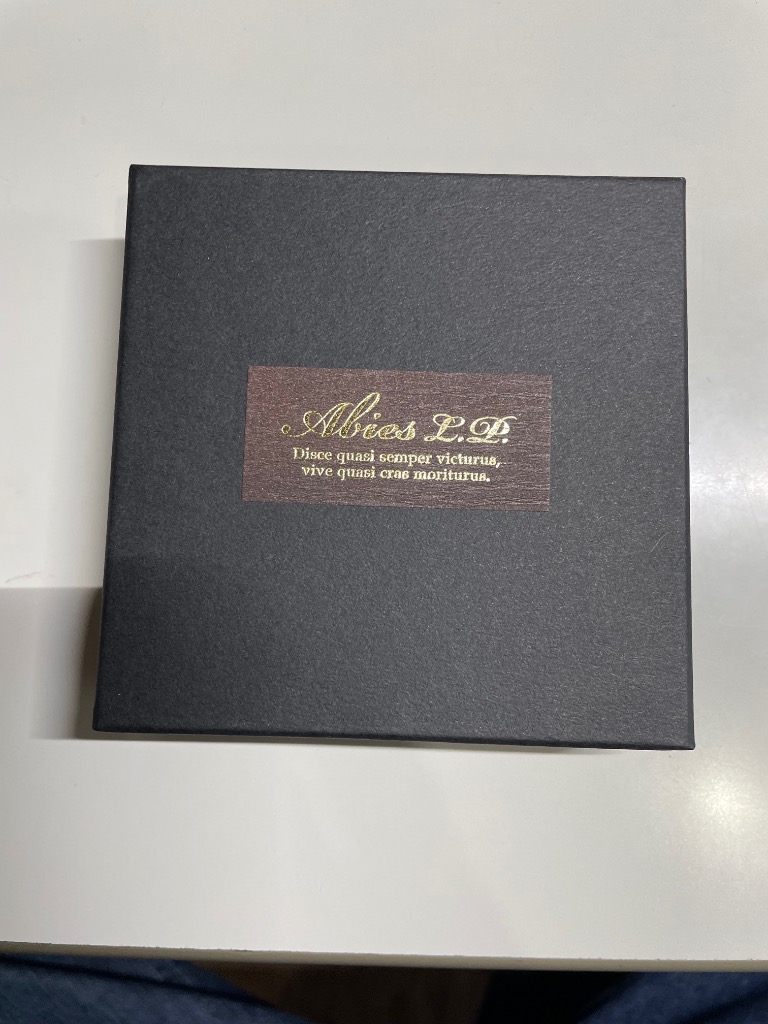 Abies L.P.
Disce quasi semper victurus,
vive quasi cras moriturus.